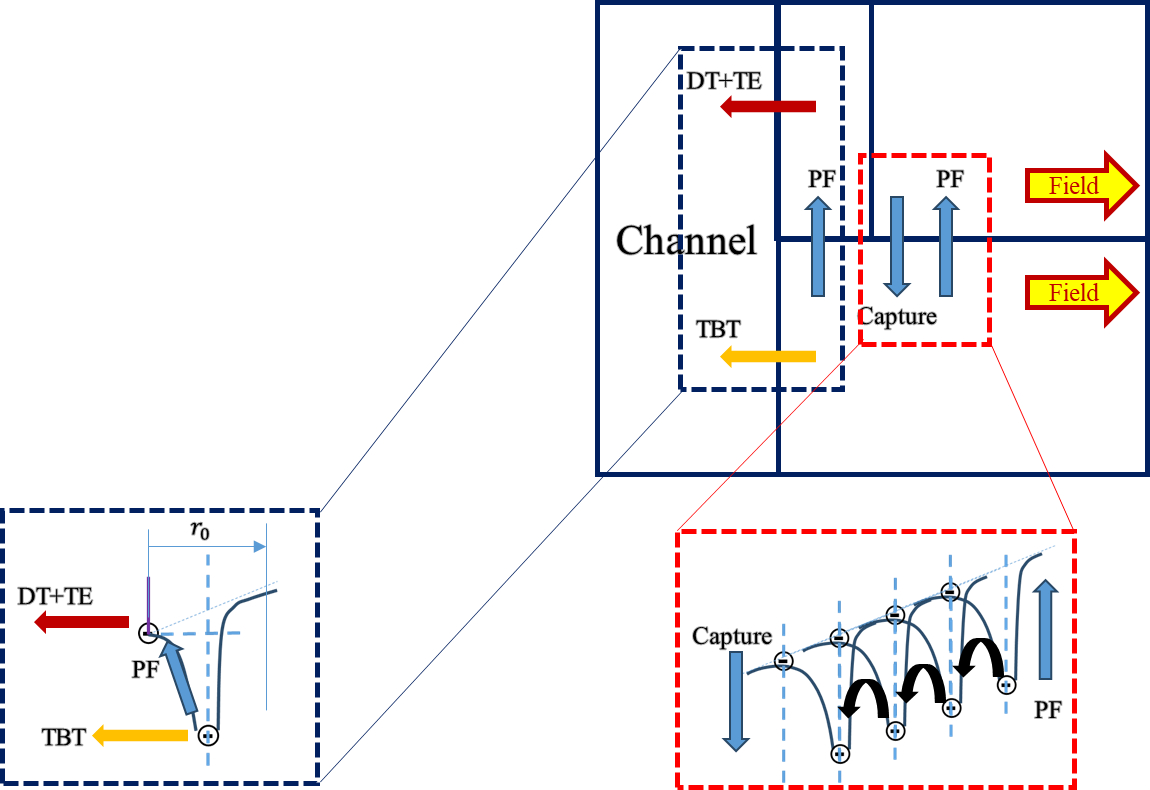 DT+TE
PF
PF
Field
Channel
Field
Capture
TBT
r0
DT+TE
PF
TBT
Capture
PF